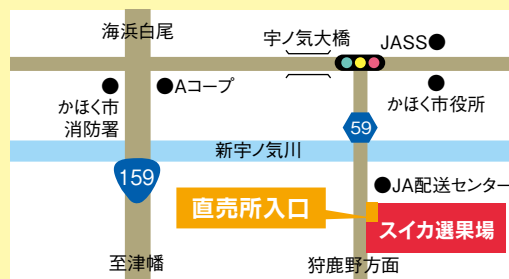 海浜白尾
宇ノ気大橋
JASS
Aコープ
かほく市
消防署
かほく市役所
59
新宇ノ気川
159
JA配送センター
直売所入口
スイカ選果場
至津幡
狩鹿野方面